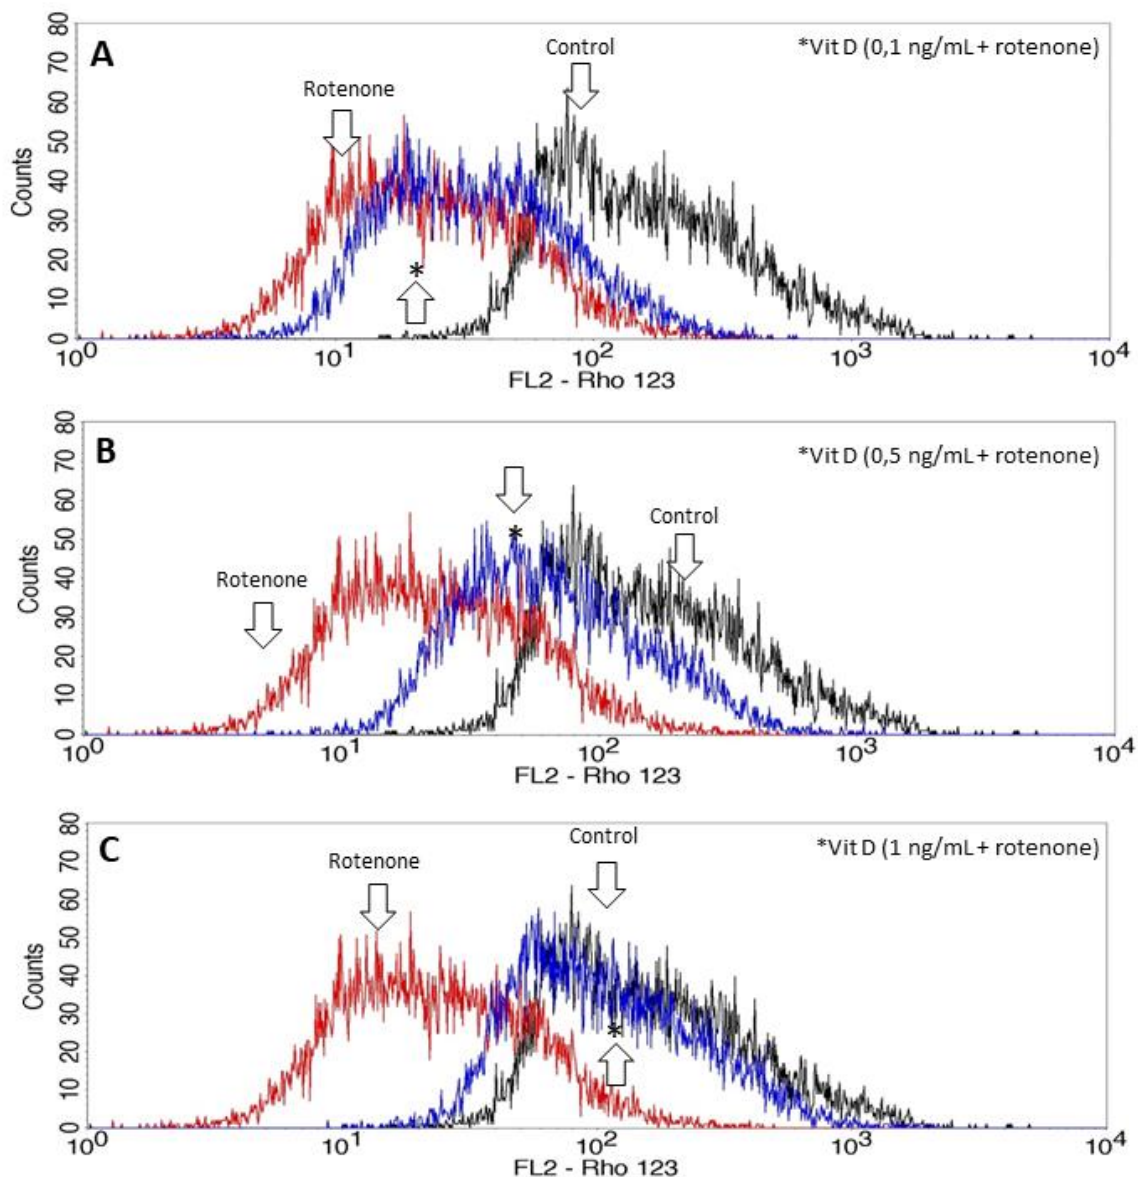 A
Control
*Vit D (0,1 ng/mL+ rotenone)
Rotenone
*
Counts
80
70
60
50
40
30
20
10
0
10⁰ 10¹ 10² 10³ 10⁴
FL2 - Rho 123
B
*Vit D (0,5 ng/mL+ rotenone)
*
Control
Rotenone
Counts
80
70
60
50
40
30
20
10
0
10⁰ 10¹ 10² 10³ 10⁴
FL2 - Rho 123
C
Control
*Vit D (1 ng/mL+ rotenone)
Rotenone
*
Counts
80
70
60
50
40
30
20
10
0
10⁰ 10¹ 10² 10³ 10⁴
FL2 - Rho 123